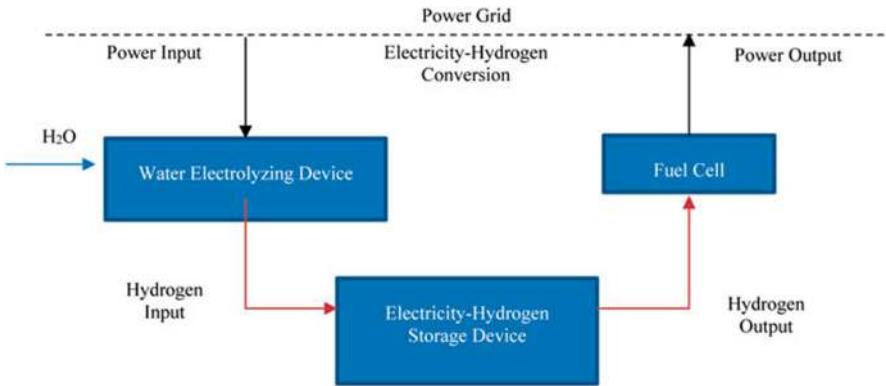 Power Grid
Power Input
Electricity-Hydrogen
Conversion
Power Output
H₂O
Water Electrolyzing Device
Fuel Cell
Hydrogen
Input
Electricity-Hydrogen
Storage Device
Hydrogen
Output